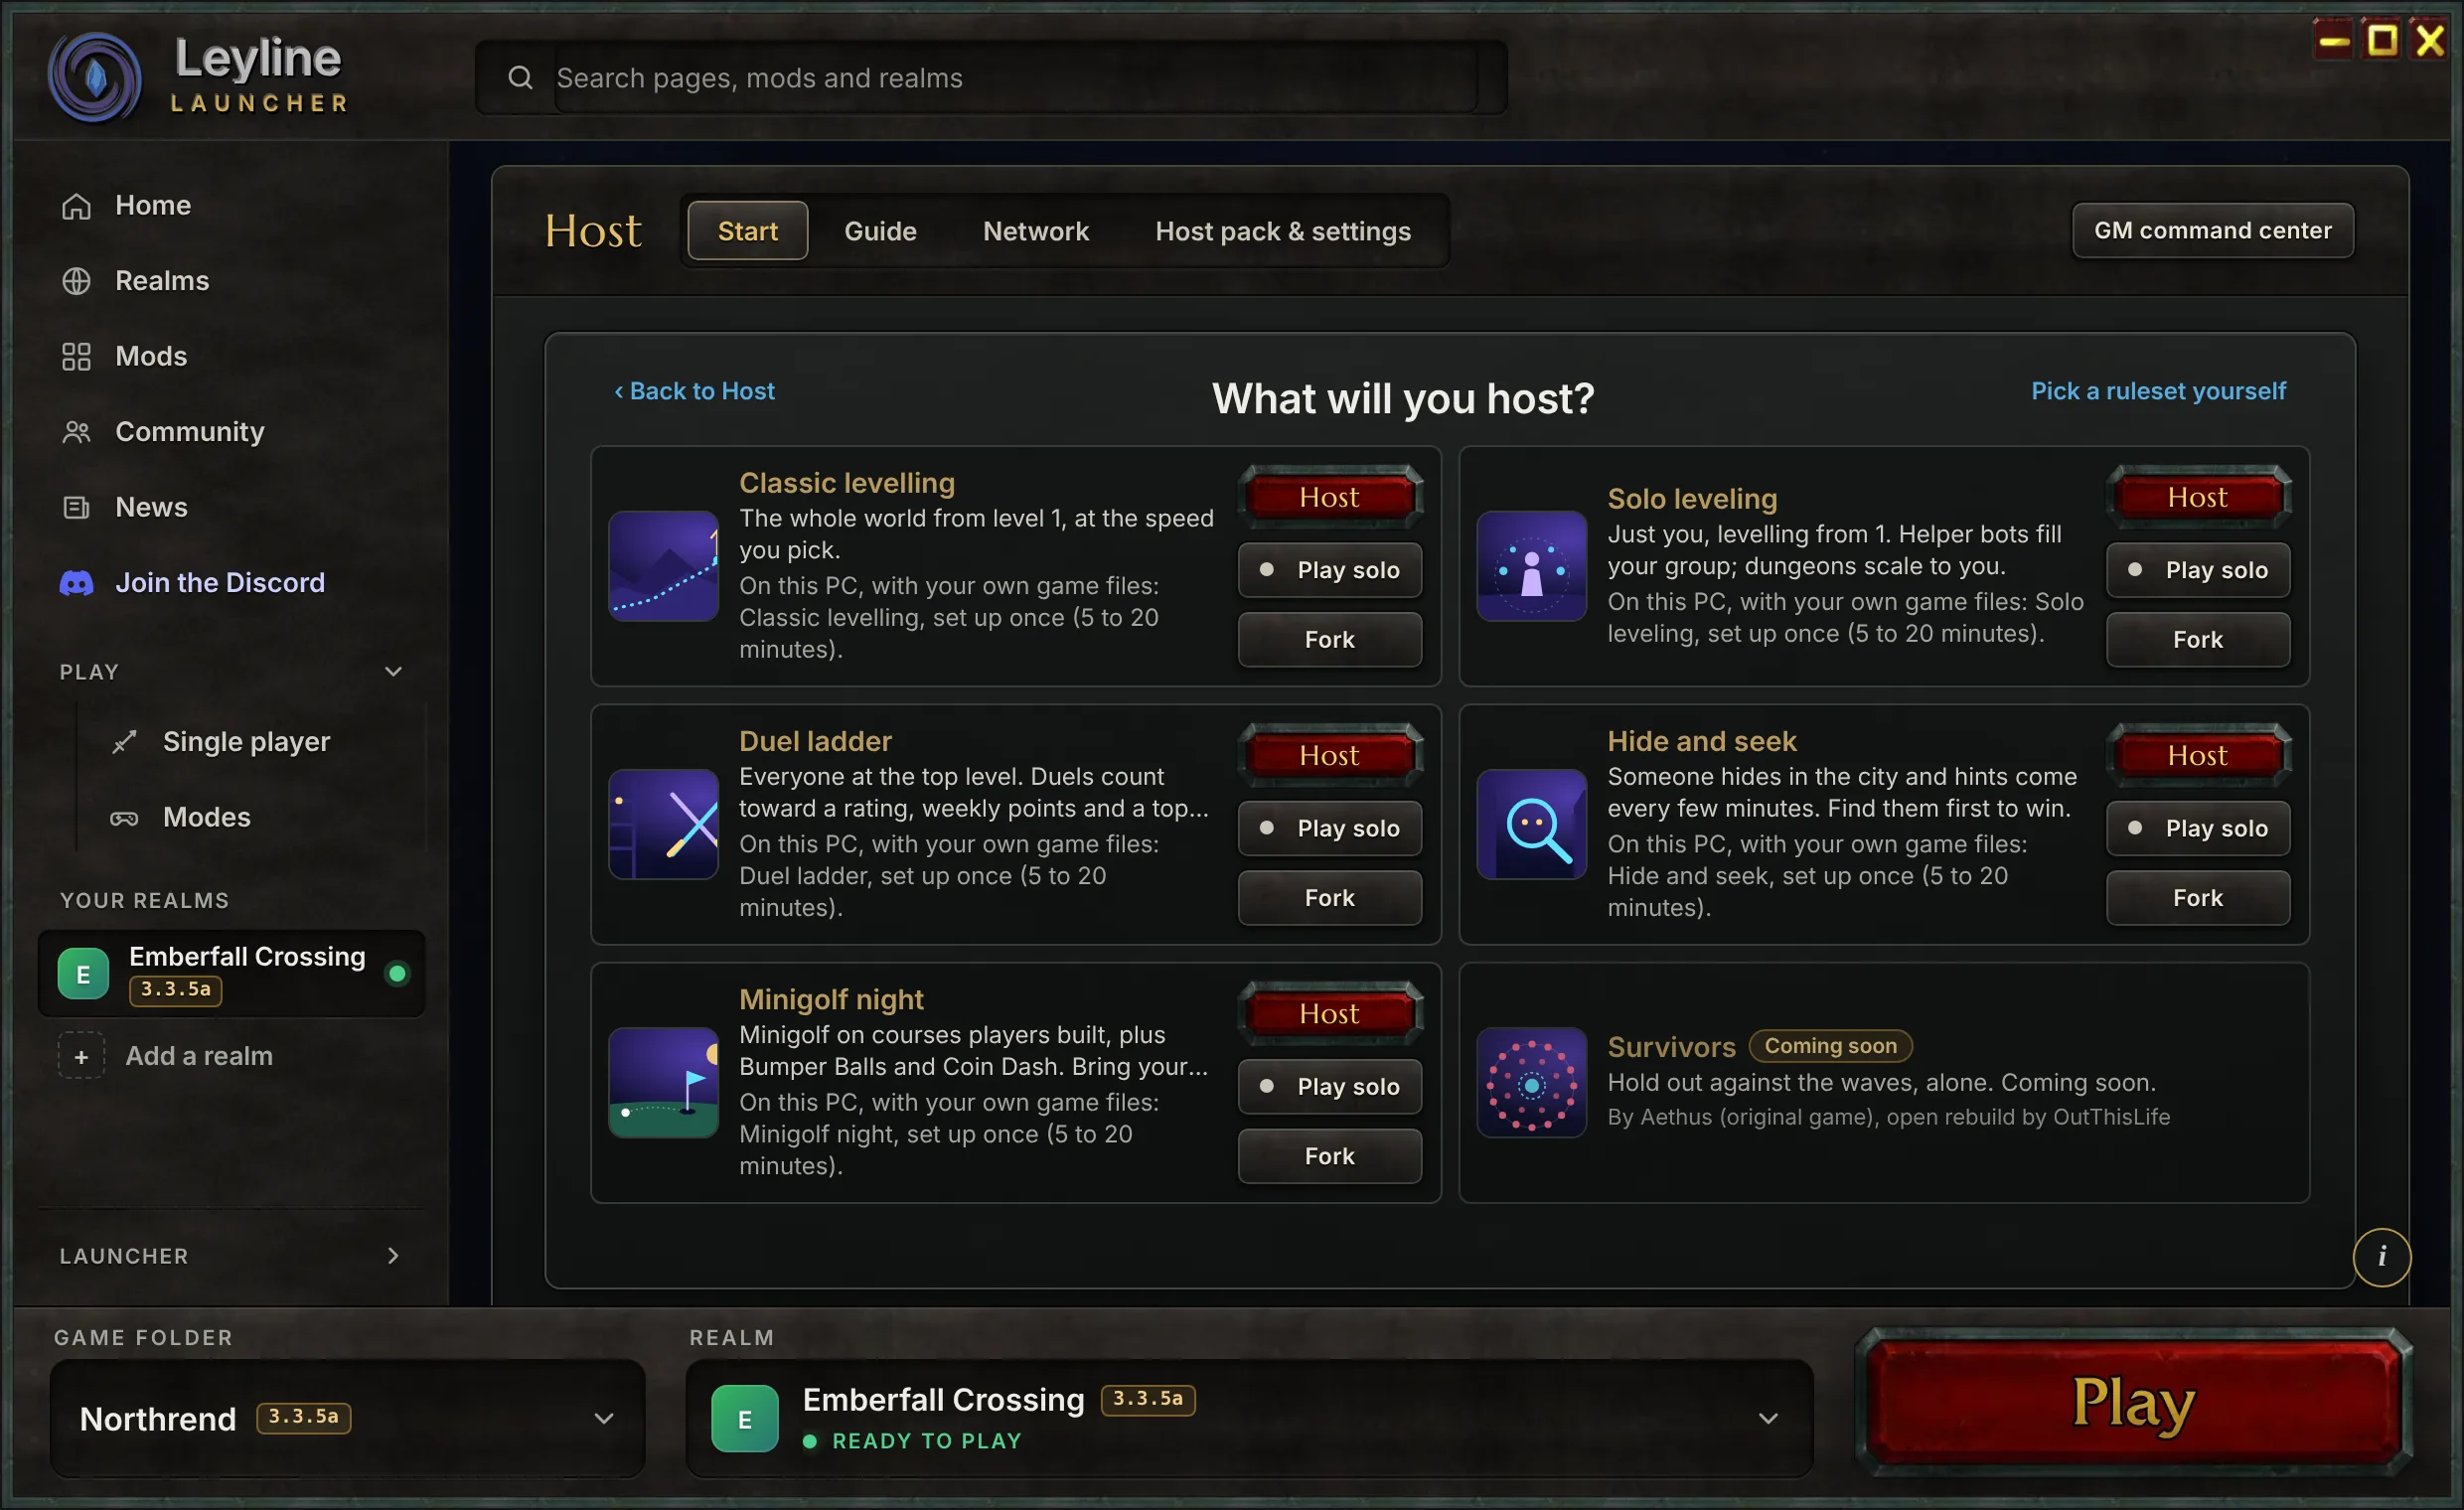 Leyline
LAUNCHER
Search pages, mods and realms
Home
Realms
Mods
Community
News
Join the Discord
PLAY
Single player
Modes
YOUR REALMS
E
Emberfall Crossing
3.3.5a
+ Add a realm
LAUNCHER
Host
Start
Guide
Network
Host pack & settings
GM command center
‹ Back to Host
What will you host?
Pick a ruleset yourself
Classic levelling
The whole world from level 1, at the speed
you pick.
On this PC, with your own game files:
Classic levelling, set up once (5 to 20
minutes).
Host
Play solo
Fork
Solo leveling
Just you, levelling from 1. Helper bots fill
your group; dungeons scale to you.
On this PC, with your own game files: Solo
leveling, set up once (5 to 20 minutes).
Host
Play solo
Fork
Duel ladder
Everyone at the top level. Duels count
toward a rating, weekly points and a top...
On this PC, with your own game files:
Duel ladder, set up once (5 to 20
minutes).
Host
Play solo
Fork
Hide and seek
Someone hides in the city and hints come
every few minutes. Find them first to win.
On this PC, with your own game files:
Hide and seek, set up once (5 to 20
minutes).
Host
Play solo
Fork
Minigolf night
Minigolf on courses players built, plus
Bumper Balls and Coin Dash. Bring your...
On this PC, with your own game files:
Minigolf night, set up once (5 to 20
minutes).
Host
Play solo
Fork
Survivors
Coming soon
Hold out against the waves, alone. Coming soon.
By Aethus (original game), open rebuild by OutThisLife
i
GAME FOLDER
Northrend 3.3.5a
REALM
E
Emberfall Crossing 3.3.5a
READY TO PLAY
Play